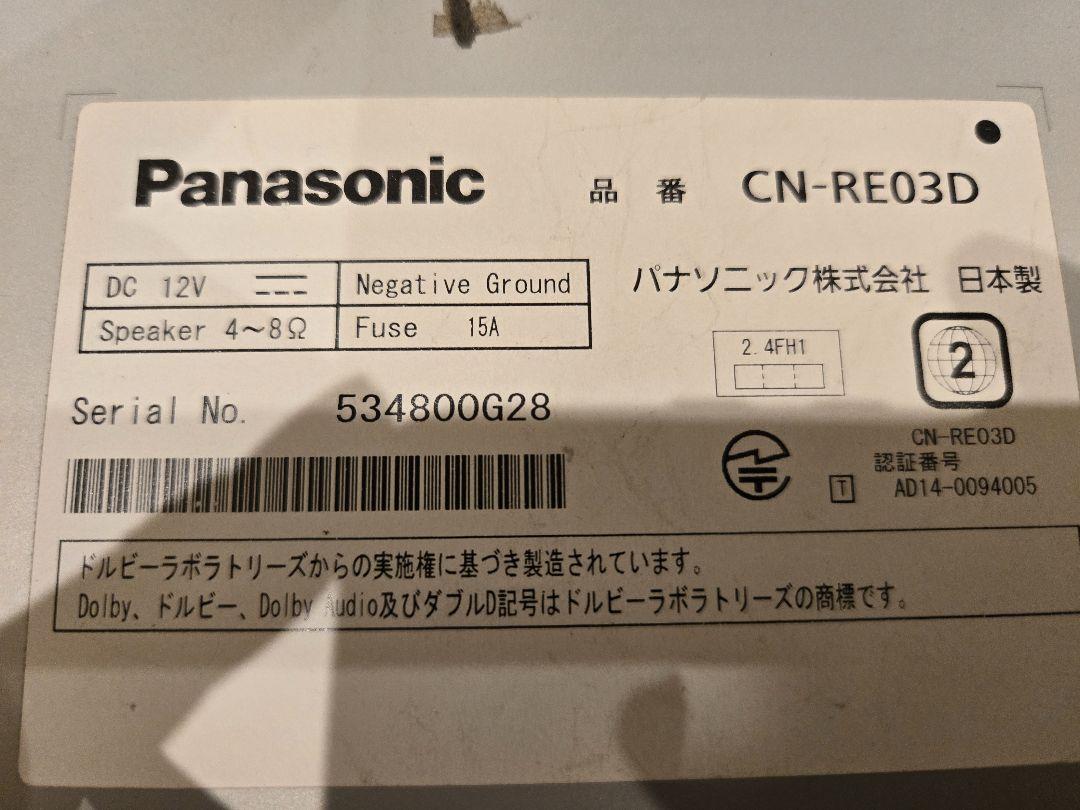 Panasonic 品番 CN-RE03D
DC 12V Negative Ground
Speaker 4～8Ω Fuse 15A
パナソニック株式会社 日本製
2.4FH1
2
Serial No. 534800G28
CN-RE03D
認証番号
T AD14-0094005
ドルビーラボラトリーズからの実施権に基づき製造されています。
Dolby、ドルビー、Dolby Audio及びダブルD記号はドルビーラボラトリーズの商標です。